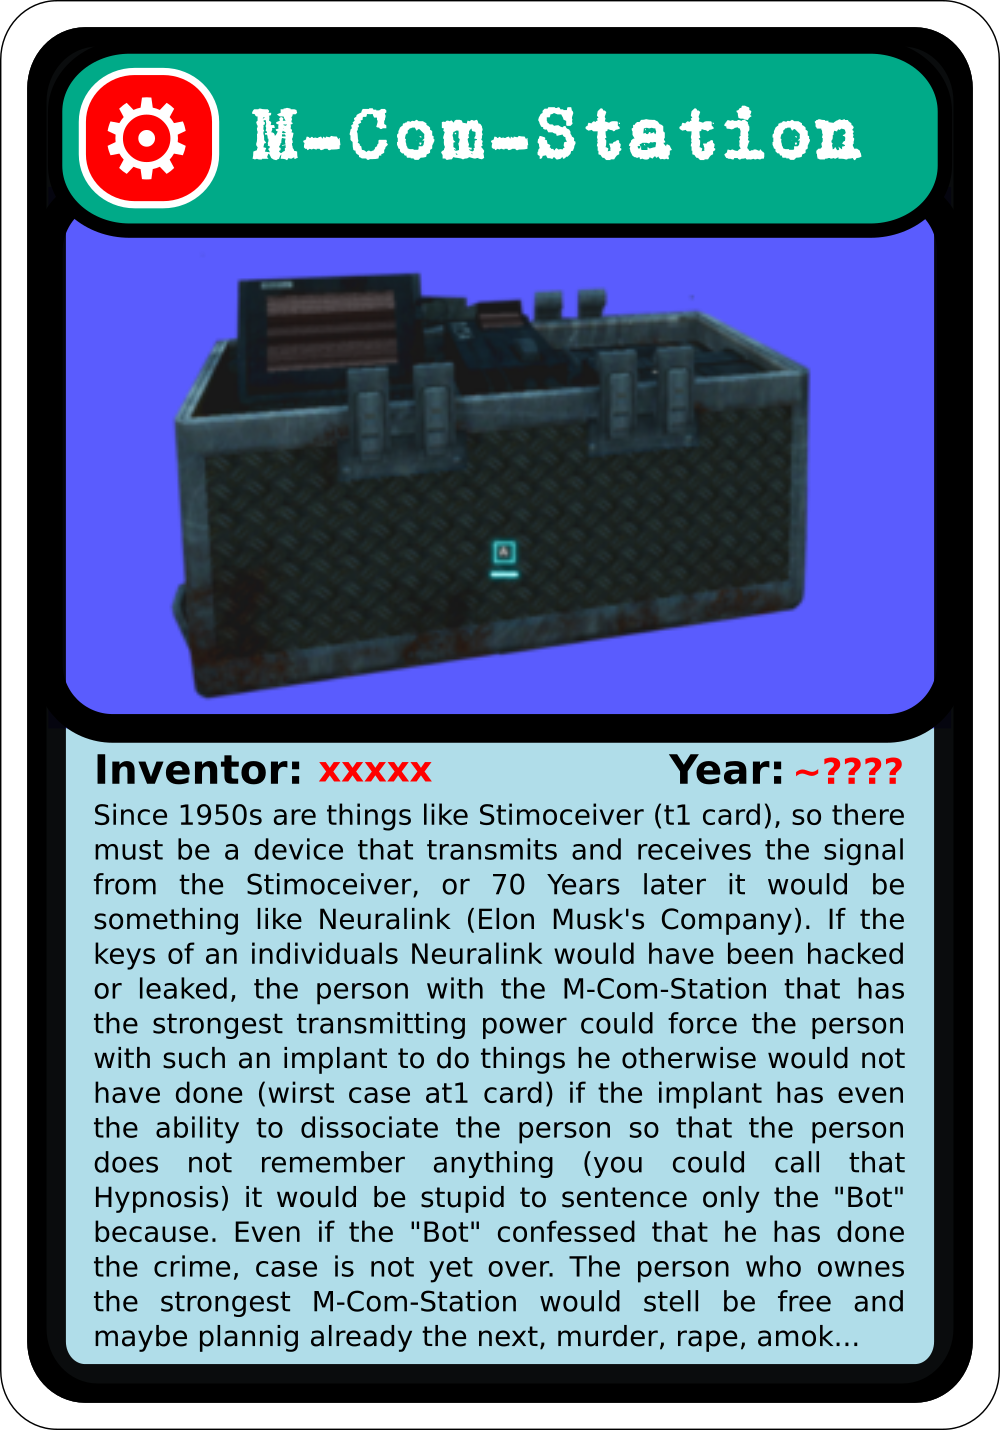 M-Com-Station
Inventor: xxxxx Year: ~????
Since 1950s are things like Stimoceiver (t1 card), so there
must be a device that transmits and receives the signal
from the Stimoceiver, or 70 Years later it would be
something like Neuralink (Elon Musk's Company). If the
keys of an individuals Neuralink would have been hacked
or leaked, the person with the M-Com-Station that has
the strongest transmitting power could force the person
with such an implant to do things he otherwise would not
have done (wirst case at1 card) if the implant has even
the ability to dissociate the person so that the person
does not remember anything (you could call that
Hypnosis) it would be stupid to sentence only the "Bot"
because. Even if the "Bot" confessed that he has done
the crime, case is not yet over. The person who ownes
the strongest M-Com-Station would stell be free and
maybe plannig already the next, murder, rape, amok...